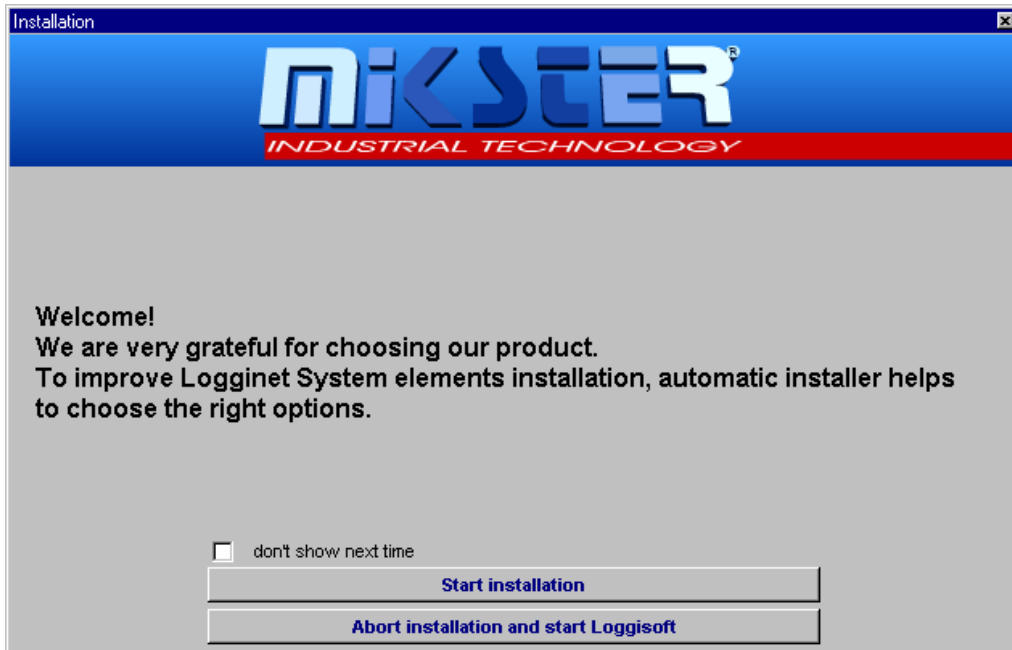 Installation
MIKSTER®
INDUSTRIAL TECHNOLOGY
Welcome!
We are very grateful for choosing our product.
To improve Logginet System elements installation, automatic installer helps
to choose the right options.
don't show next time
Start installation
Abort installation and start Loggisoft